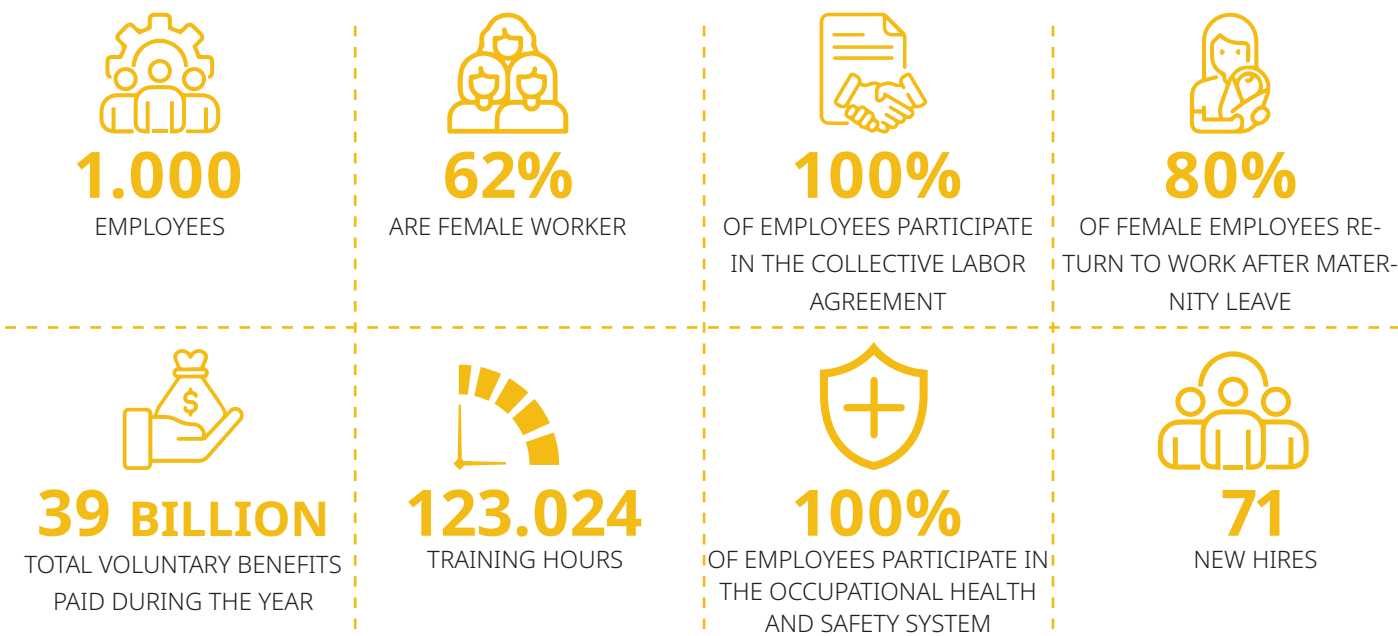 1.000
EMPLOYEES
62%
ARE FEMALE WORKER
100%
OF EMPLOYEES PARTICIPATE
IN THE COLLECTIVE LABOR
AGREEMENT
80%
OF FEMALE EMPLOYEES RE-
TURN TO WORK AFTER MATER-
NITY LEAVE
$
39 BILLION
TOTAL VOLUNTARY BENEFITS
PAID DURING THE YEAR
123.024
TRAINING HOURS
100%
OF EMPLOYEES PARTICIPATE IN
THE OCCUPATIONAL HEALTH
AND SAFETY SYSTEM
71
NEW HIRES